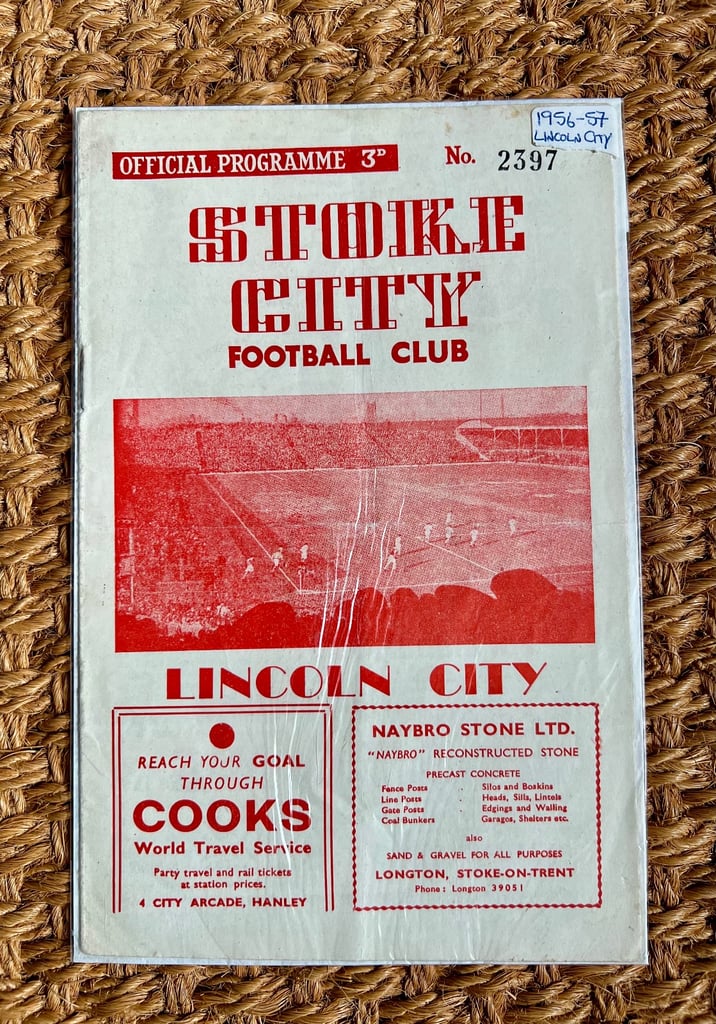 1956-57
LINCOLN CITY
OFFICIAL PROGRAMME 3D
No. 2397
STOKE
CITY
FOOTBALL CLUB
LINCOLN CITY
REACH YOUR GOAL
THROUGH
COOKS
World Travel Service
Party travel and rail tickets
at station prices.
4 CITY ARCADE, HANLEY
NAYBRO STONE LTD.
"NAYBRO" RECONSTRUCTED STONE
PRECAST CONCRETE
Fence Posts . Silos and Boskins
Line Posts . Heads, Sills, Lintels
Gate Posts . Edgings and Walling
Coal Bunkers . Garages, Shelters etc.
also
SAND & GRAVEL FOR ALL PURPOSES
LONGTON, STOKE-ON-TRENT
Phone: Longton 39051